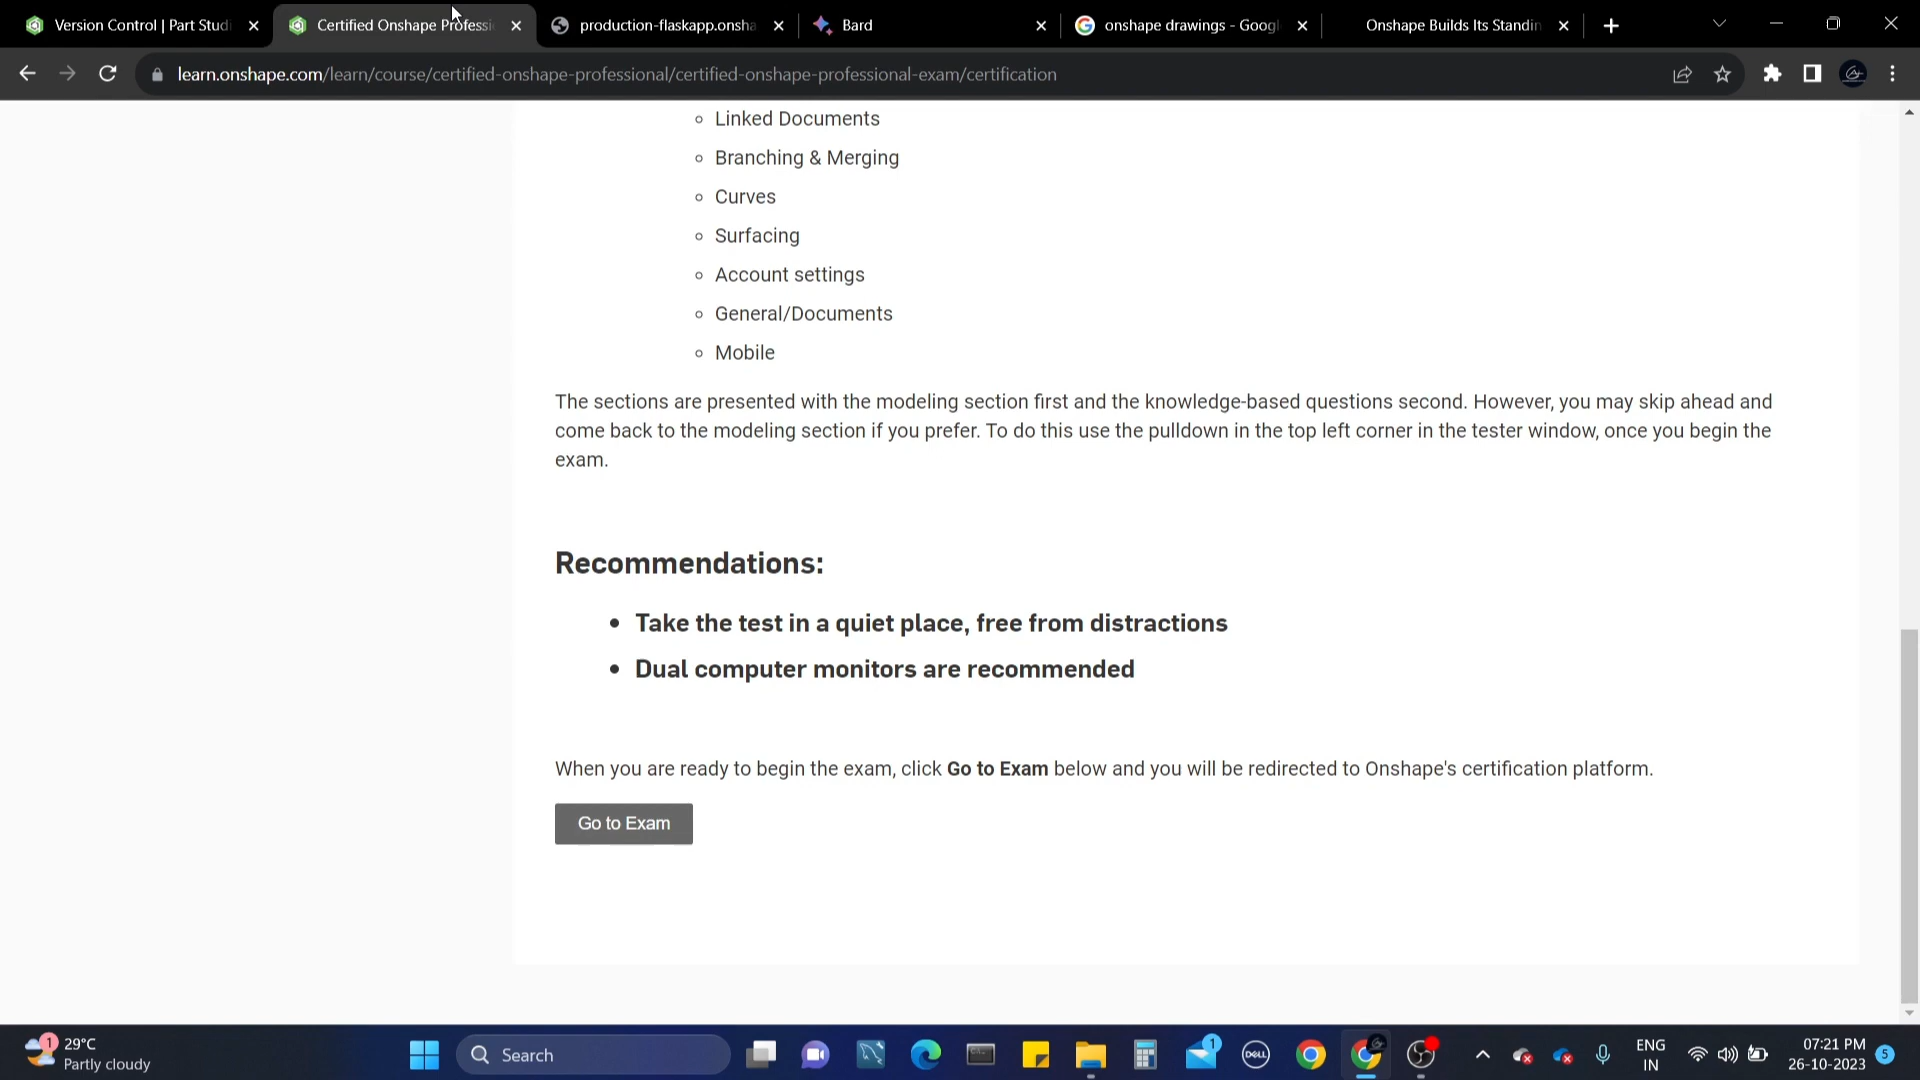 Version Control | Part Studi
Certified Onshape Professi
production-flaskapp.onsha
Bard
onshape drawings - Googl
Onshape Builds Its Standin
learn.onshape.com/learn/course/certified-onshape-professional/certified-onshape-professional-exam/certification
Linked Documents
Branching & Merging
Curves
Surfacing
Account settings
General/Documents
Mobile
The sections are presented with the modeling section first and the knowledge-based questions second. However, you may skip ahead and
come back to the modeling section if you prefer. To do this use the pulldown in the top left corner in the tester window, once you begin the
exam.
Recommendations:
Take the test in a quiet place, free from distractions
Dual computer monitors are recommended
When you are ready to begin the exam, click Go to Exam below and you will be redirected to Onshape's certification platform.
Go to Exam
1
29°C
Partly cloudy
Search
1
DELL
ENG
IN
07:21 PM
26-10-2023
5